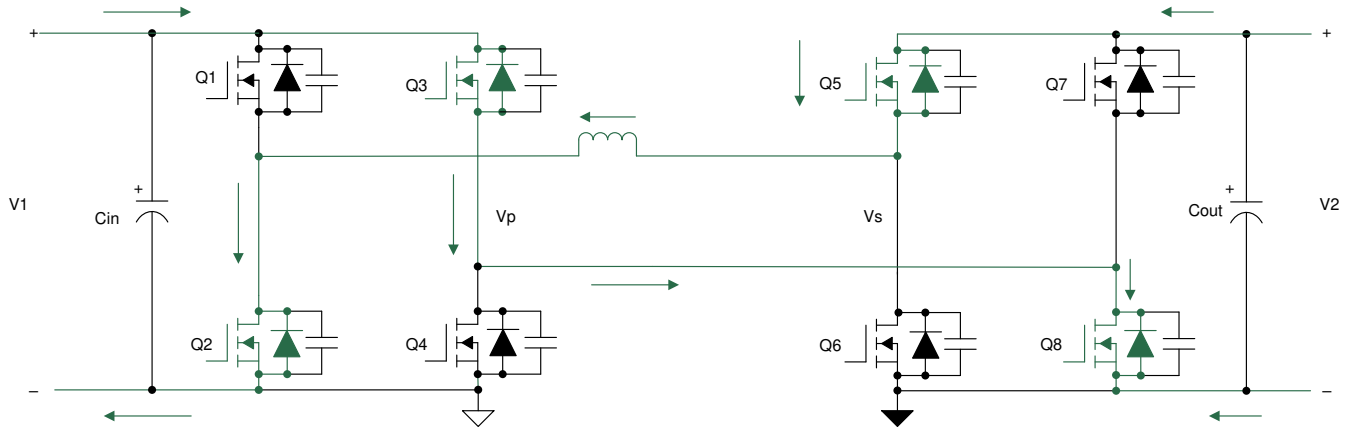 +
+
Q1
Q3
Q5
Q7
+
+
V1
Cin
Vp
Vs
Cout
V2
Q2
Q4
Q6
Q8
–
–